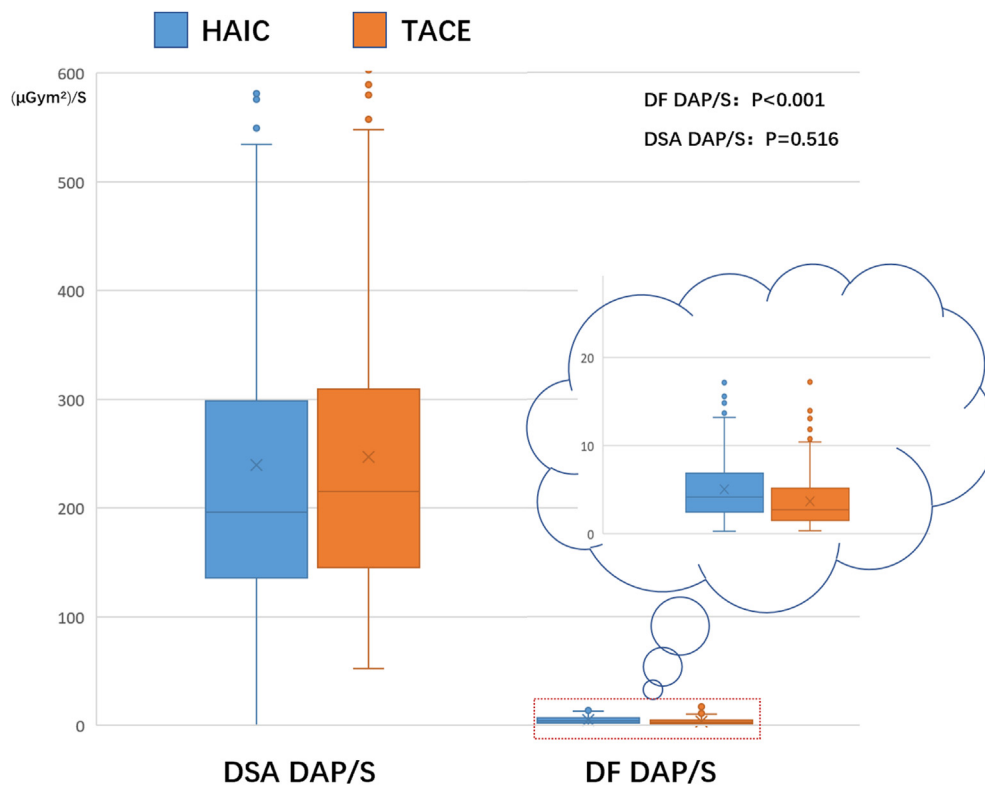 HAIC TACE
600
(μGym²)/S
DF DAP/S: P<0.001
DSA DAP/S: P=0.516
500
400
300
200
100
0
20
10
0
DSA DAP/S DF DAP/S